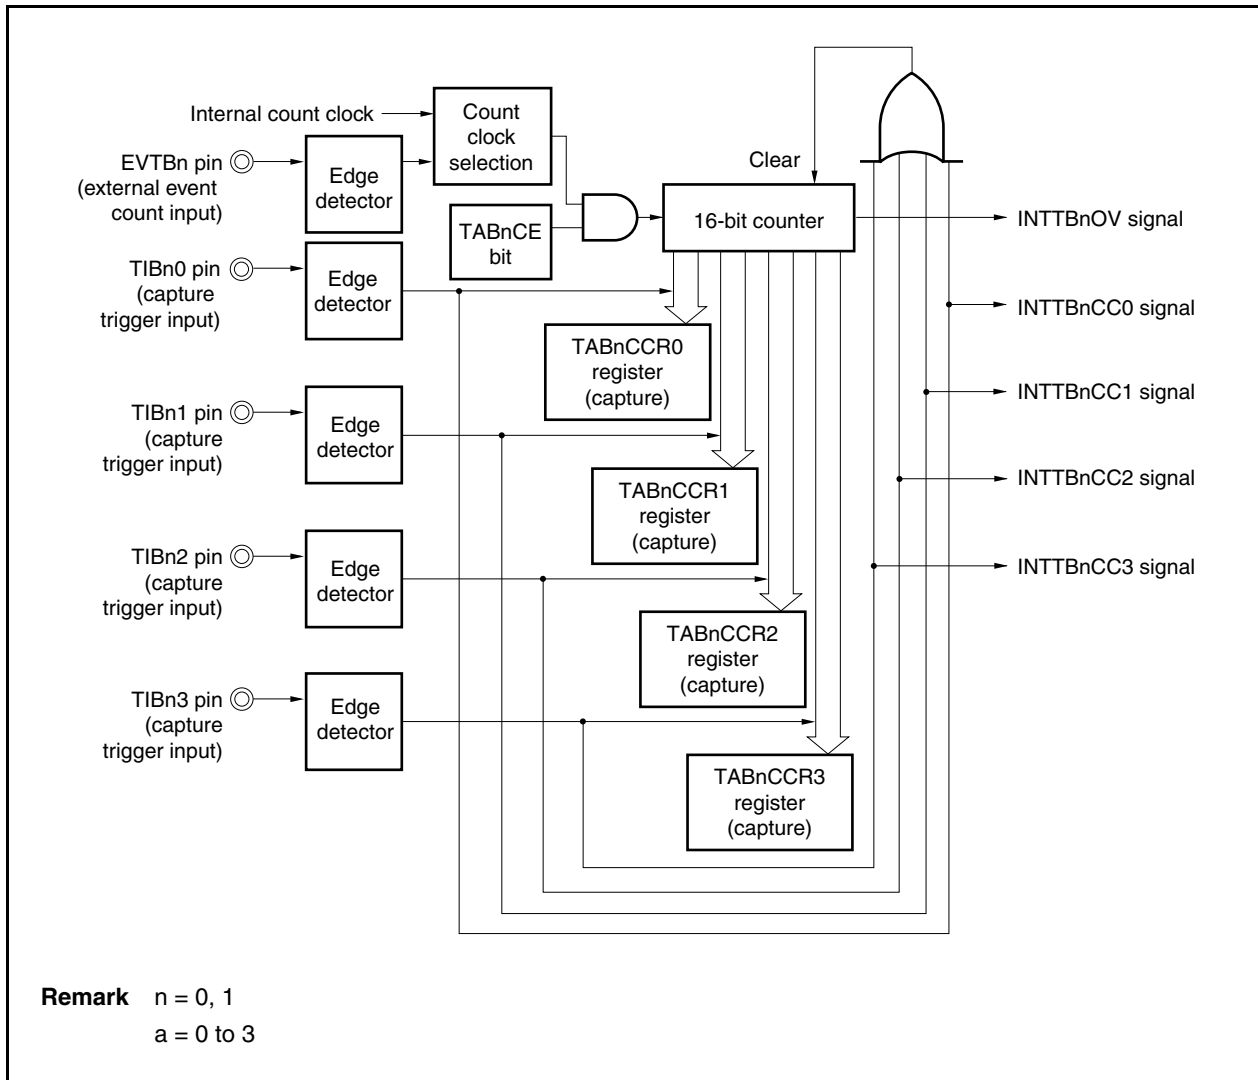 Internal count clock
Count
clock
selection
EVTBn pin
(external event
count input)
Edge
detector
Clear
TABnCE
bit
16-bit counter
INTTBnOV signal
TIBn0 pin
(capture
trigger input)
Edge
detector
INTTBnCC0 signal
TABnCCR0
register
(capture)
TIBn1 pin
(capture
trigger input)
Edge
detector
INTTBnCC1 signal
TABnCCR1
register
(capture)
INTTBnCC2 signal
TIBn2 pin
(capture
trigger input)
Edge
detector
INTTBnCC3 signal
TABnCCR2
register
(capture)
TIBn3 pin
(capture
trigger input)
Edge
detector
TABnCCR3
register
(capture)
Remark n = 0, 1
a = 0 to 3